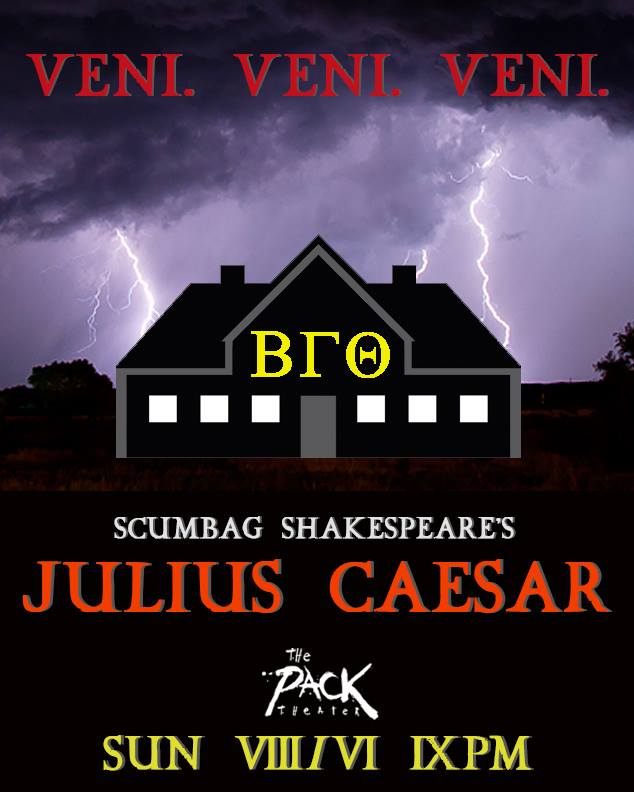 VENI. VENI. VENI.
ΒΓΘ
SCUMBAG SHAKESPEARE'S
JULIUS CAESAR
THE
PACK
THEATER
SUN VIII/VI IXPM